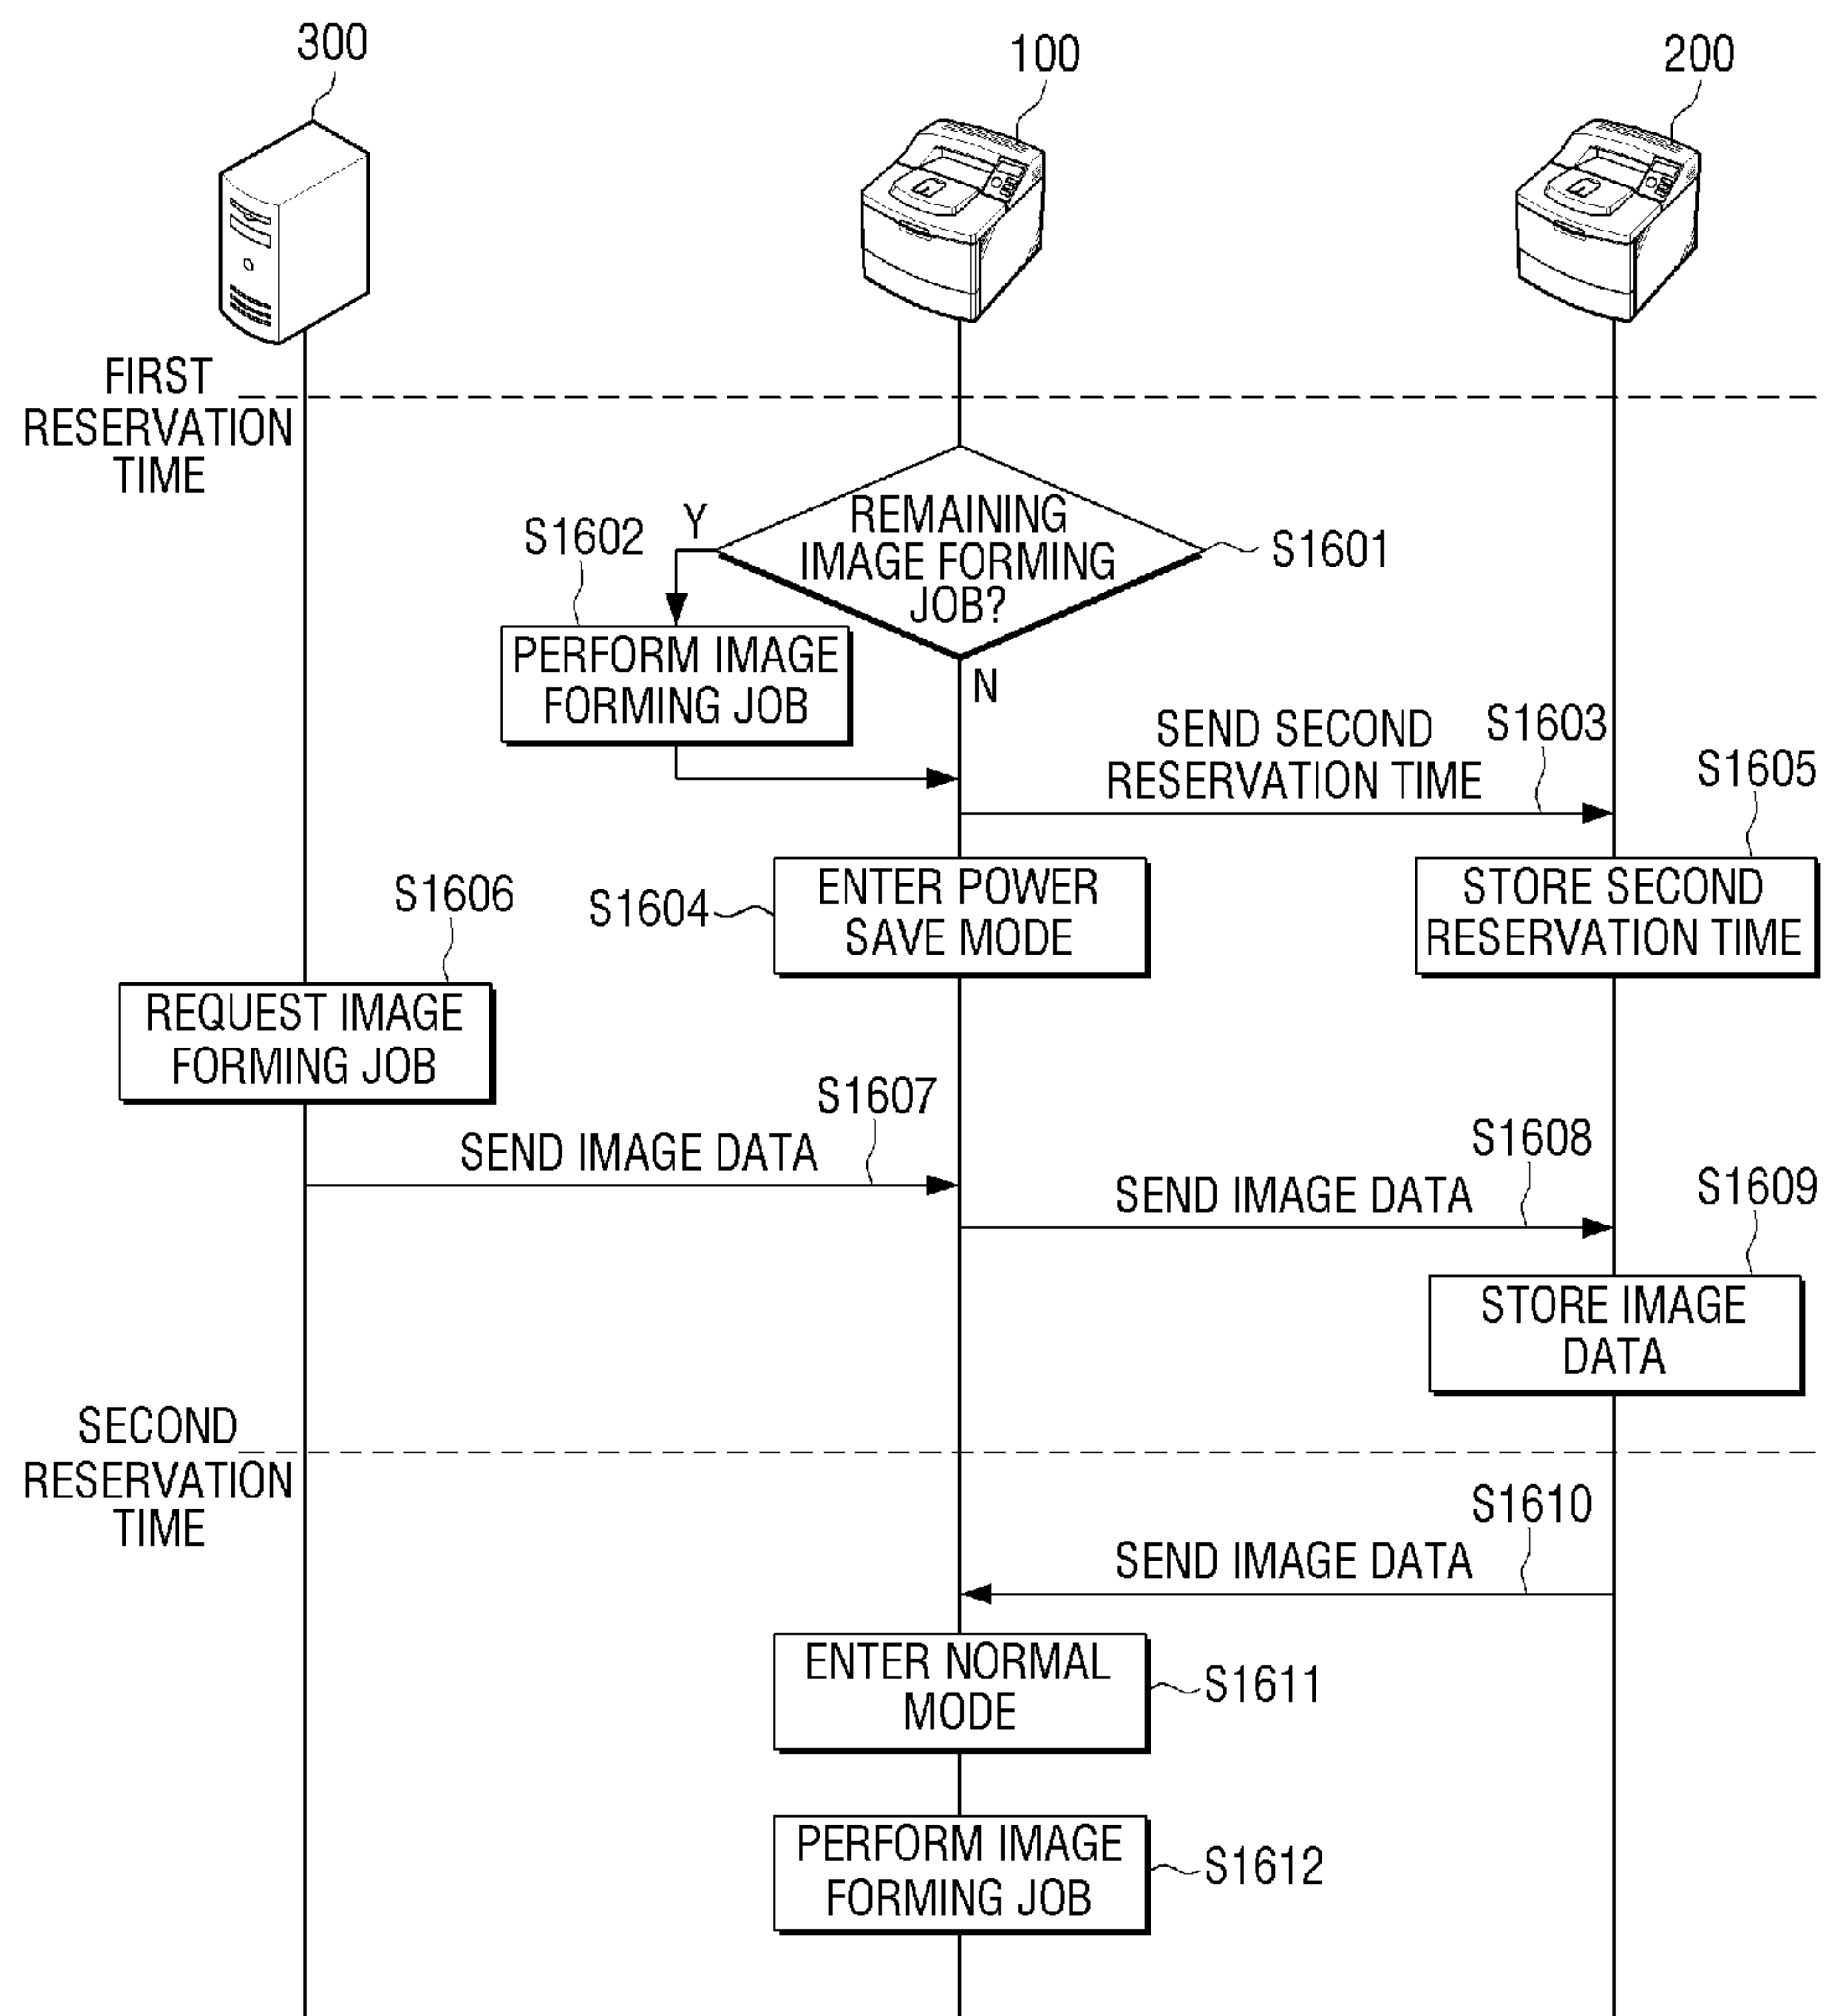 300
100
200
FIRST
RESERVATION
TIME
REMAINING
IMAGE FORMING
JOB?
Y
S1602
S1601
PERFORM IMAGE
FORMING JOB
N
SEND SECOND
RESERVATION TIME
S1603
S1605
ENTER POWER
SAVE MODE
S1604
STORE SECOND
RESERVATION TIME
S1606
REQUEST IMAGE
FORMING JOB
S1607
SEND IMAGE DATA
S1608
SEND IMAGE DATA
S1609
STORE IMAGE
DATA
SECOND
RESERVATION
TIME
S1610
SEND IMAGE DATA
ENTER NORMAL
MODE
S1611
PERFORM IMAGE
FORMING JOB
S1612